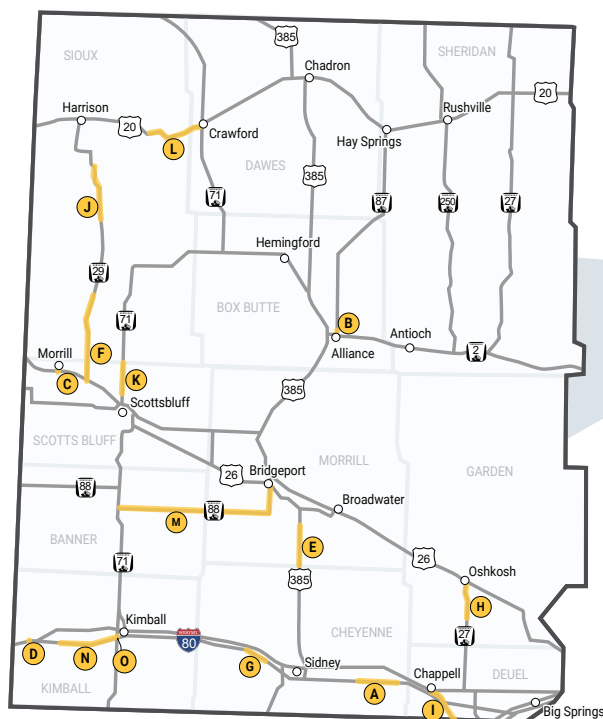 385
SIOUX
SHERIDAN
Chadron
Harrison
20
L
Crawford
Rushville
20
Hay Springs
DAWES
385
71
87
250
27
J
Hemingford
29
BOX BUTTE
71
B
Antioch
2
Alliance
Morrill
F
C
K
385
Scottsbluff
SCOTTS BLUFF
MORRILL
GARDEN
26
Bridgeport
88
Broadwater
M
88
BANNER
E
71
26
385
Oshkosh
H
Kimball
CHEYENNE
27
INTERSTATE
80
D
N
O
G
Sidney
Chappell
DEUEL
KIMBALL
A
I
Big Springs